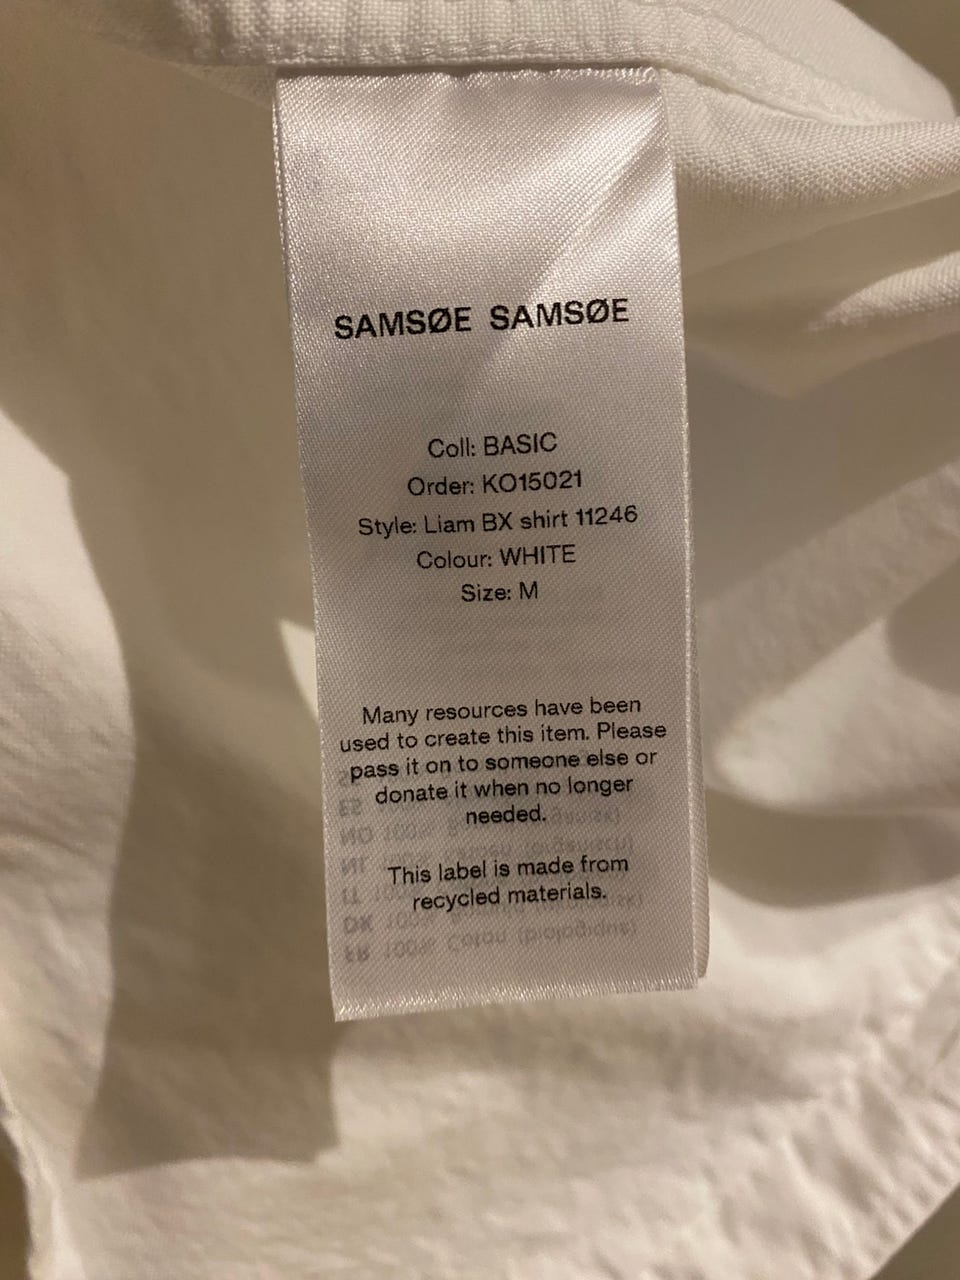 SAMSØE SAMSØE
Coll: BASIC
Order: KO15021
Style: Liam BX shirt 11246
Colour: WHITE
Size: M
Many resources have been
used to create this item. Please
pass it on to someone else or
donate it when no longer
needed.
This label is made from
recycled materials.